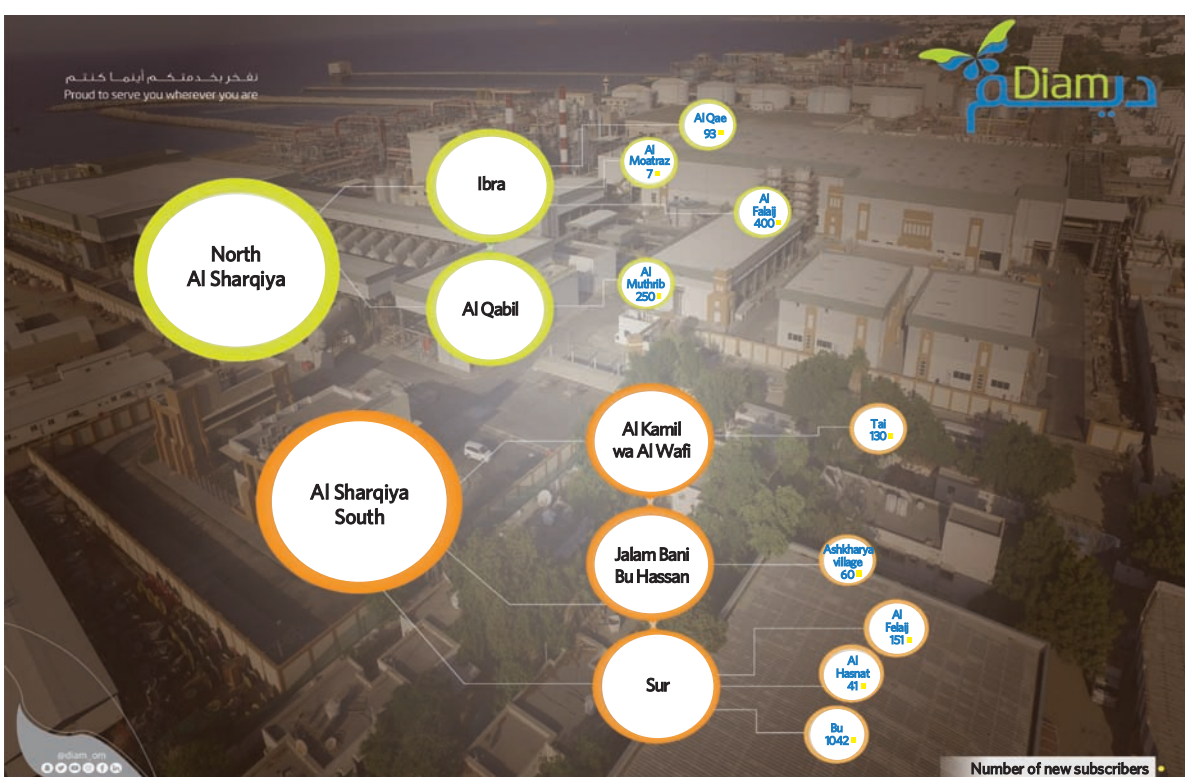 نفخر بخدمتكم أينما كنتم
Proud to serve you wherever you are
Diam
ديم
North
Al Sharqiya
Ibra
Al Qae
93
Al
Moatraz
7
Al
Falaij
400
Al Qabil
Al
Muthrib
250
Al Sharqiya
South
Al Kamil
wa Al Wafi
Tai
130
Jalam Bani
Bu Hassan
Ashkharya
village
60
Sur
Al
Felaij
151
Al
Hasnat
41
Bu
1042
@diam_om
Number of new subscribers